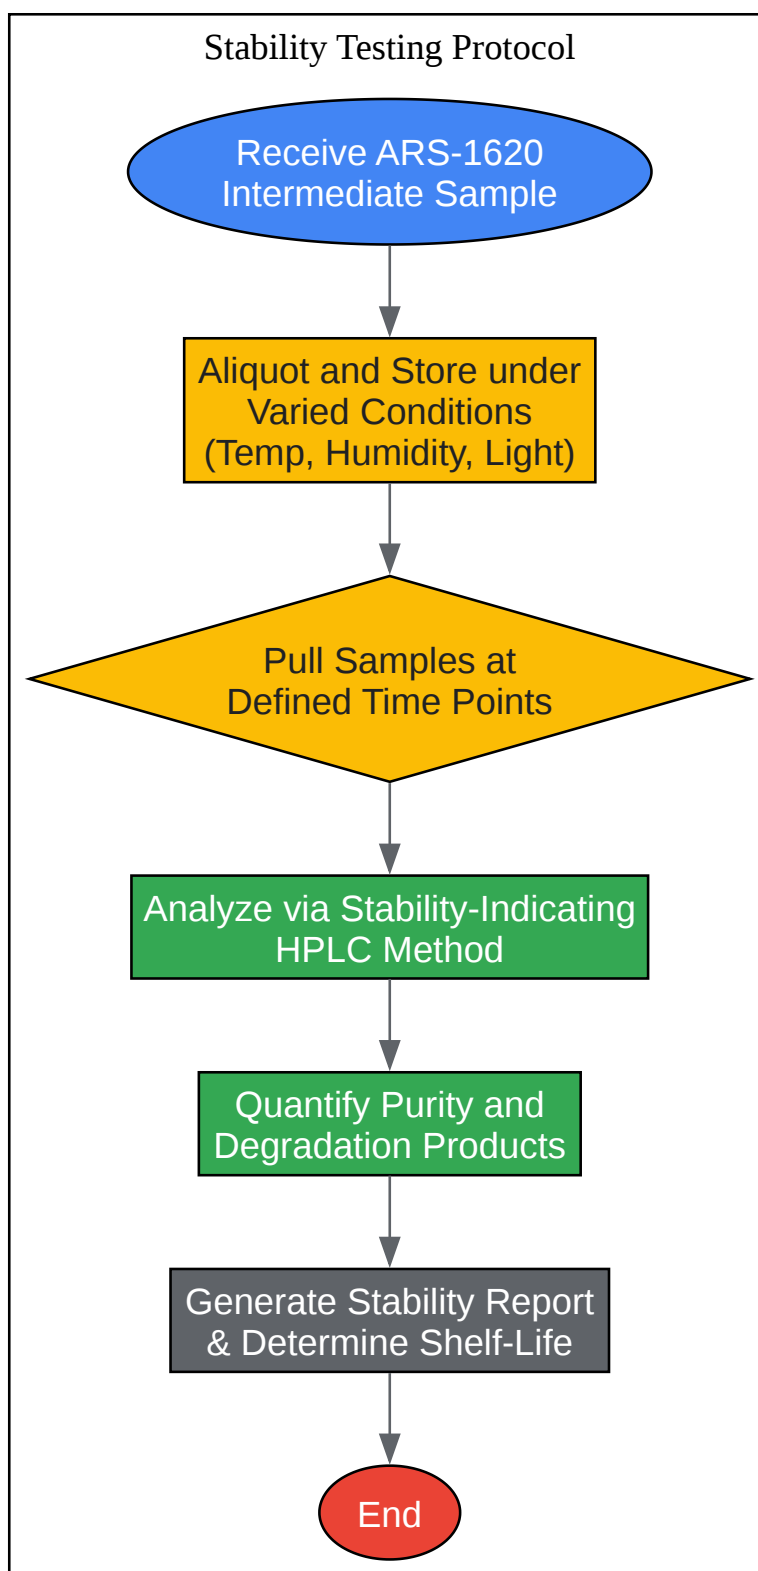 Stability Testing Protocol
Receive ARS-1620
Intermediate Sample
Aliquot and Store under
Varied Conditions
(Temp, Humidity, Light)
Pull Samples at
Defined Time Points
Analyze via Stability-Indicating
HPLC Method
Quantify Purity and
Degradation Products
Generate Stability Report
& Determine Shelf-Life
End